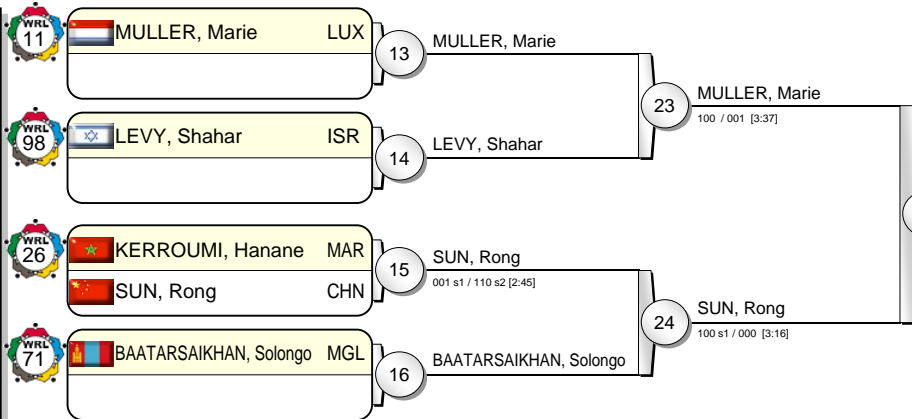 WRL
11
MULLER, Marie LUX
13
MULLER, Marie
WRL
98
LEVY, Shahar ISR
14
LEVY, Shahar
23
MULLER, Marie
100 / 001 [3:37]
WRL
26
KERROUMI, Hanane MAR
SUN, Rong CHN
15
SUN, Rong
001 s1 / 110 s2 [2:45]
WRL
71
BAATARSAIKHAN, Solongo MGL
16
BAATARSAIKHAN, Solongo
24
SUN, Rong
100 s1 / 000 [3:16]